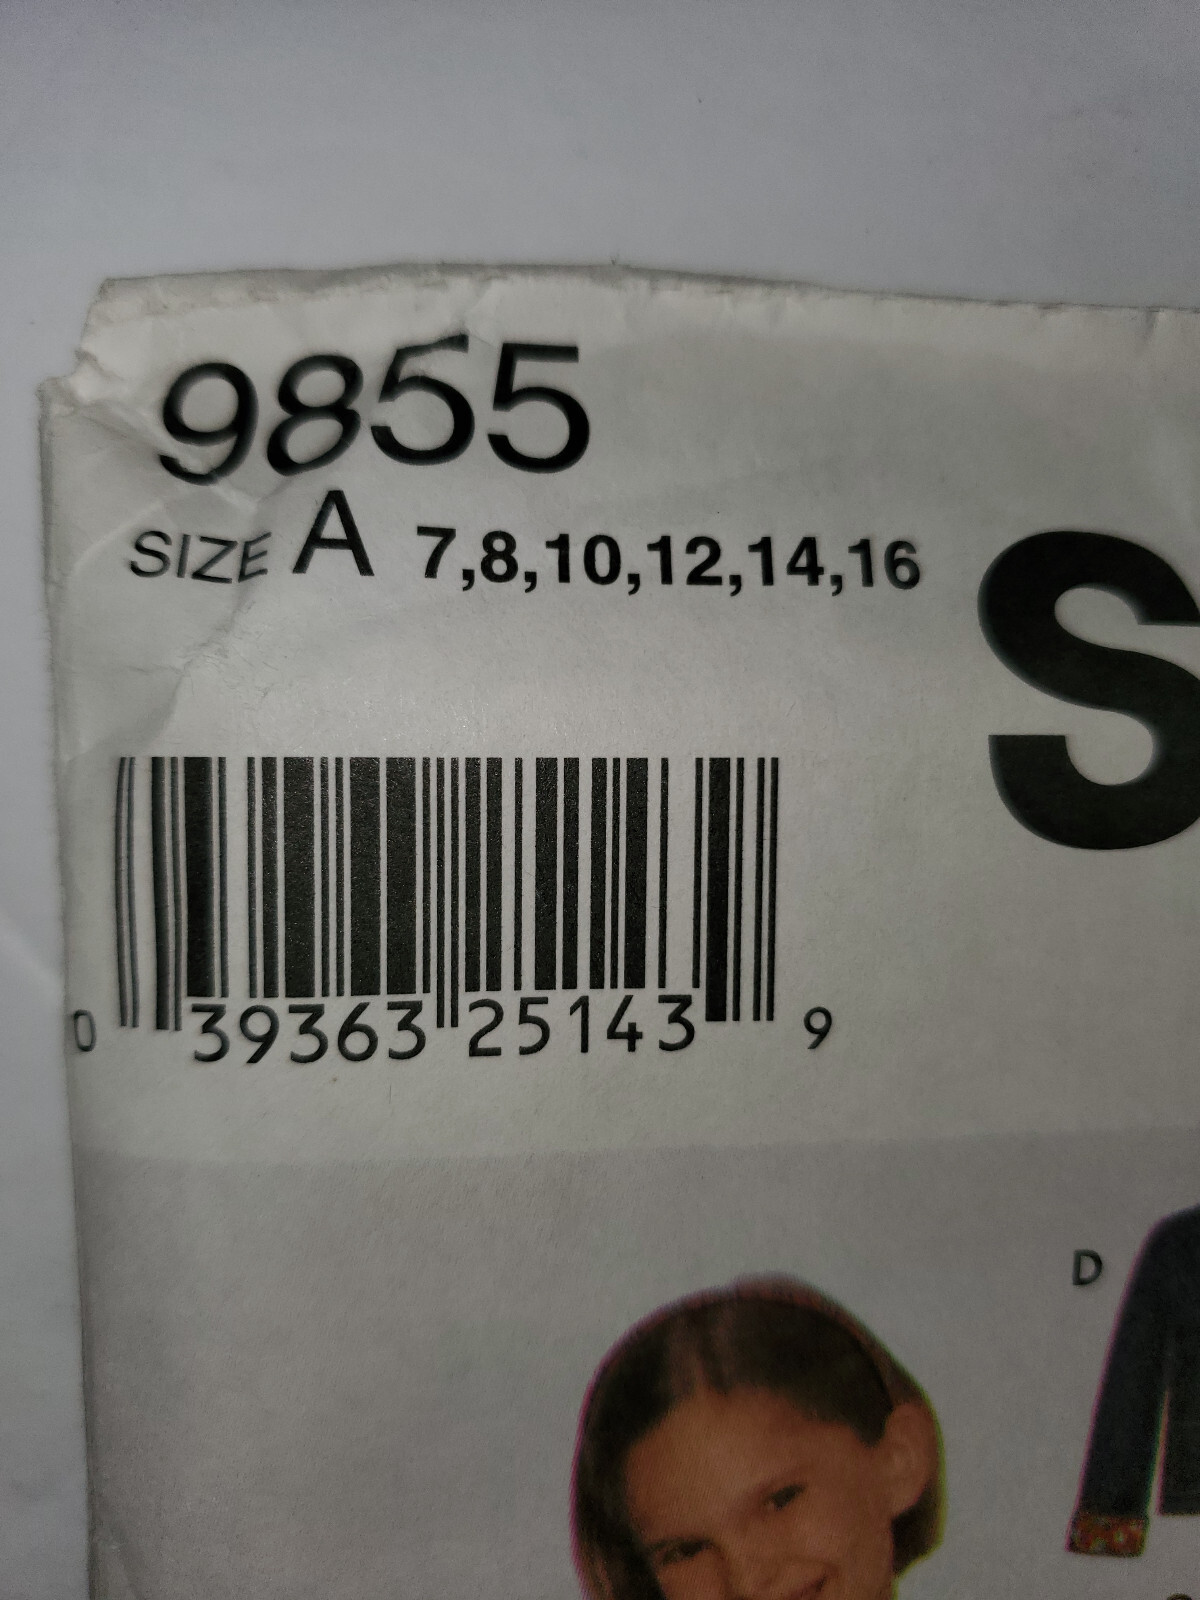 9855
SIZE A 7,8,10,12,14,16
S
0 39363 25143 9
D